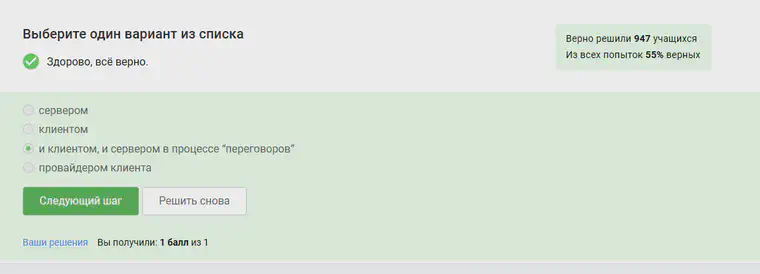 Выберите один вариант из списка
Здорово, всё верно.
Верно решили 947 учащихся
Из всех попыток 55% верных
сервером
клиентом
и клиентом, и сервером в процессе “переговоров”
провайдером клиента
Следующий шаг
Решить снова
Ваши решения Вы получили: 1 балл из 1